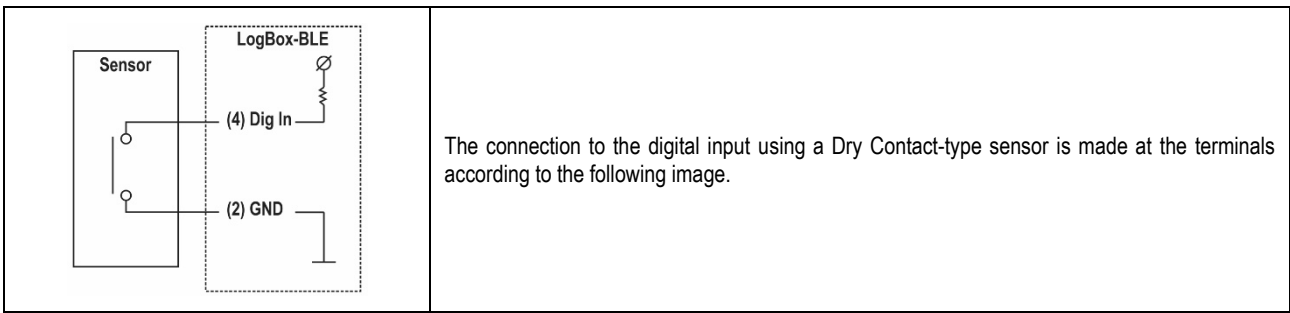 LogBox-BLE
Sensor
(4) Dig In
(2) GND
The connection to the digital input using a Dry Contact-type sensor is made at the terminals
according to the following image.